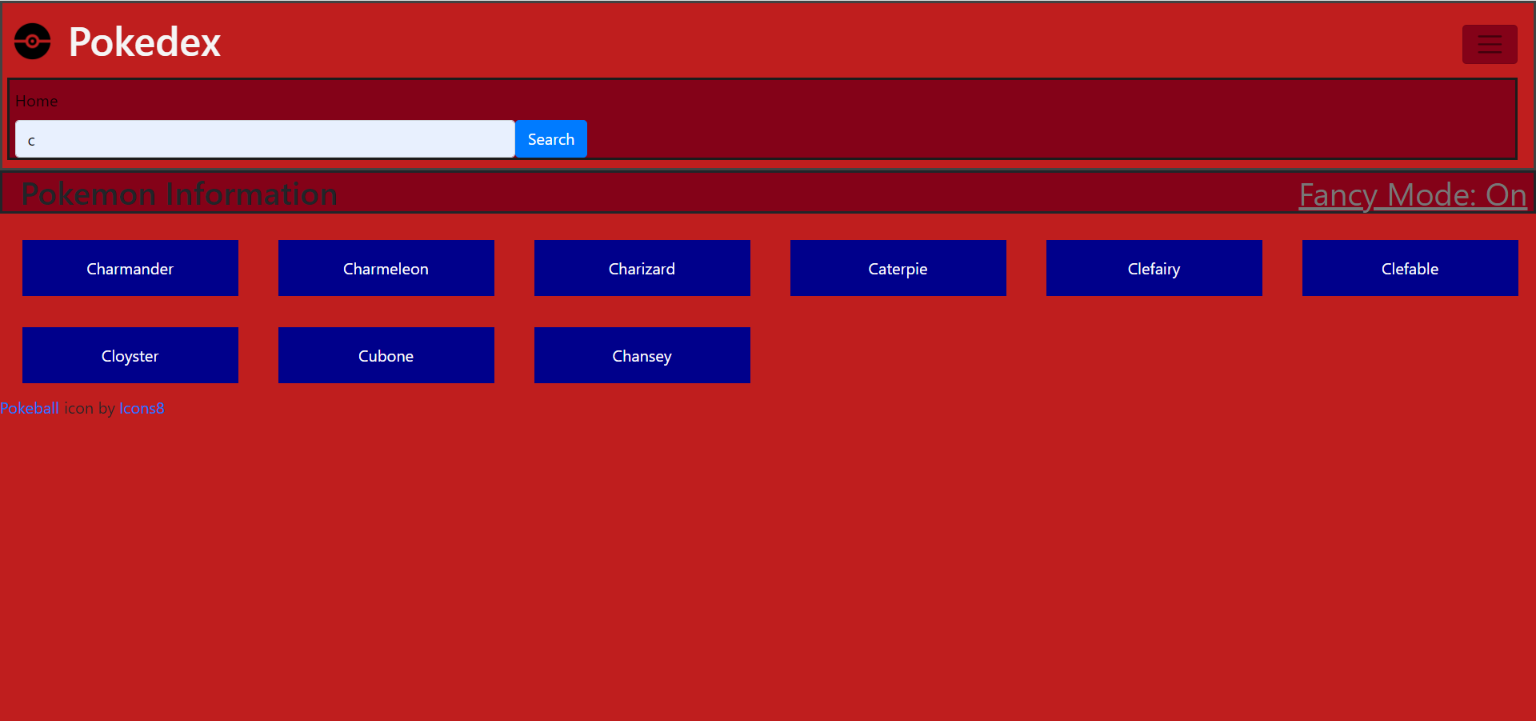 Pokedex
Home
c
Search
Pokemon Information
Fancy Mode: On
Charmander
Charmeleon
Charizard
Caterpie
Clefairy
Clefable
Cloyster
Cubone
Chansey
Pokeball icon by Icons8